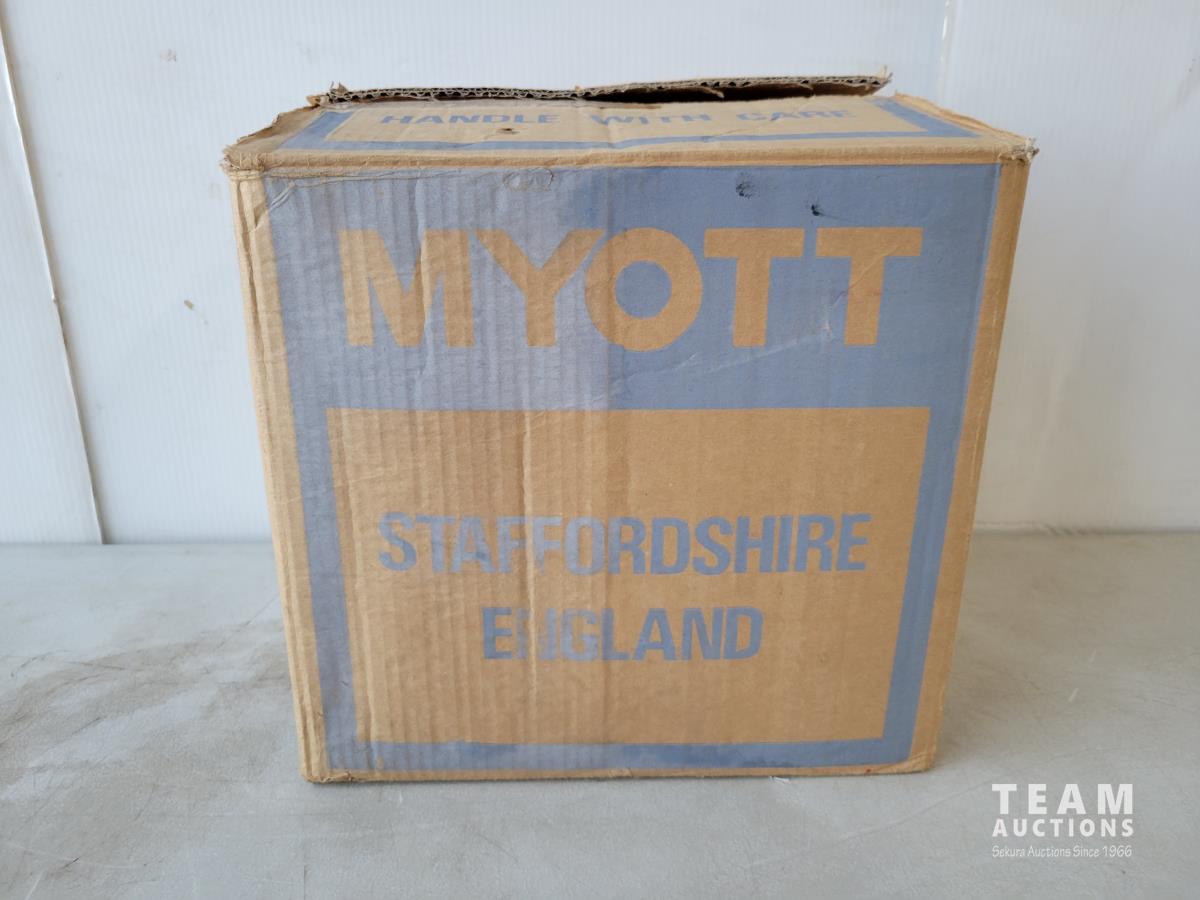 HANDLE WITH CARE
MYOTT
STAFFORDSHIRE
ENGLAND
TEAM
AUCTIONS
Sekura Auctions Since 1966